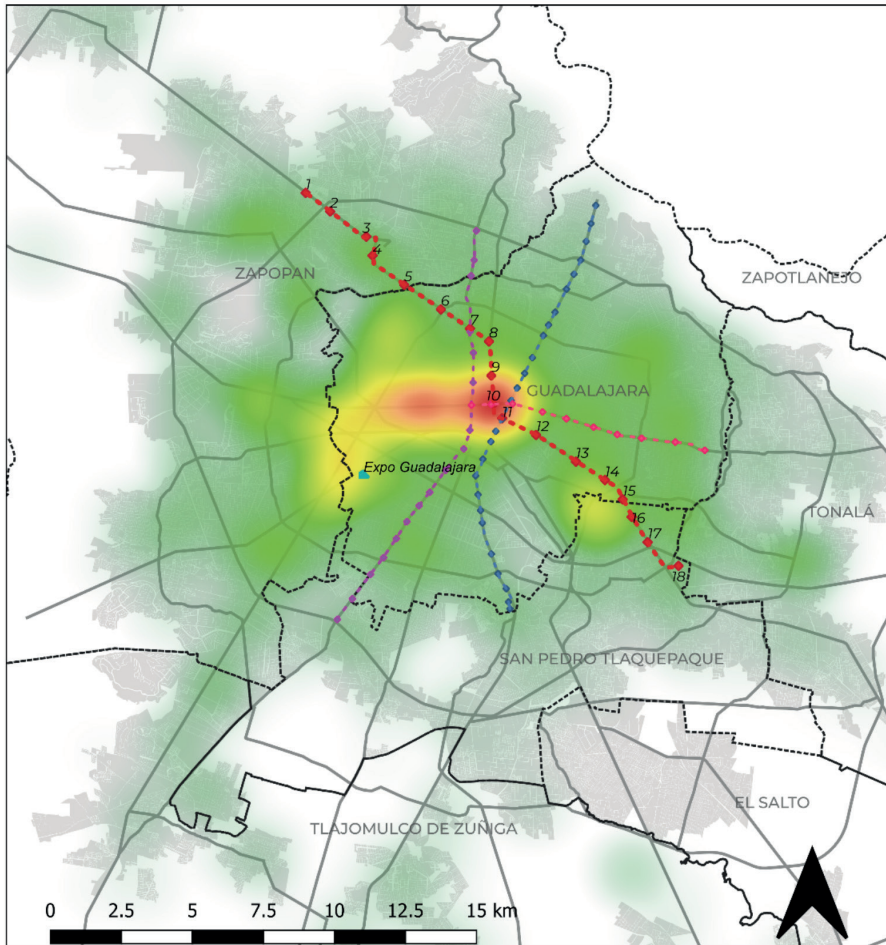 1
2
3
4
ZAPOPAN
ZAPOTLANEJO
5
6
7
8
9
GUADALAJARA
10
11
12
13
Expo Guadalajara
14
15
TONALÁ
16
17
18
SAN PEDRO TLAQUEPAQUE
EL SALTO
TLAJOMULCO DE ZUÑIGA
0 2.5 5 7.5 10 12.5 15 km